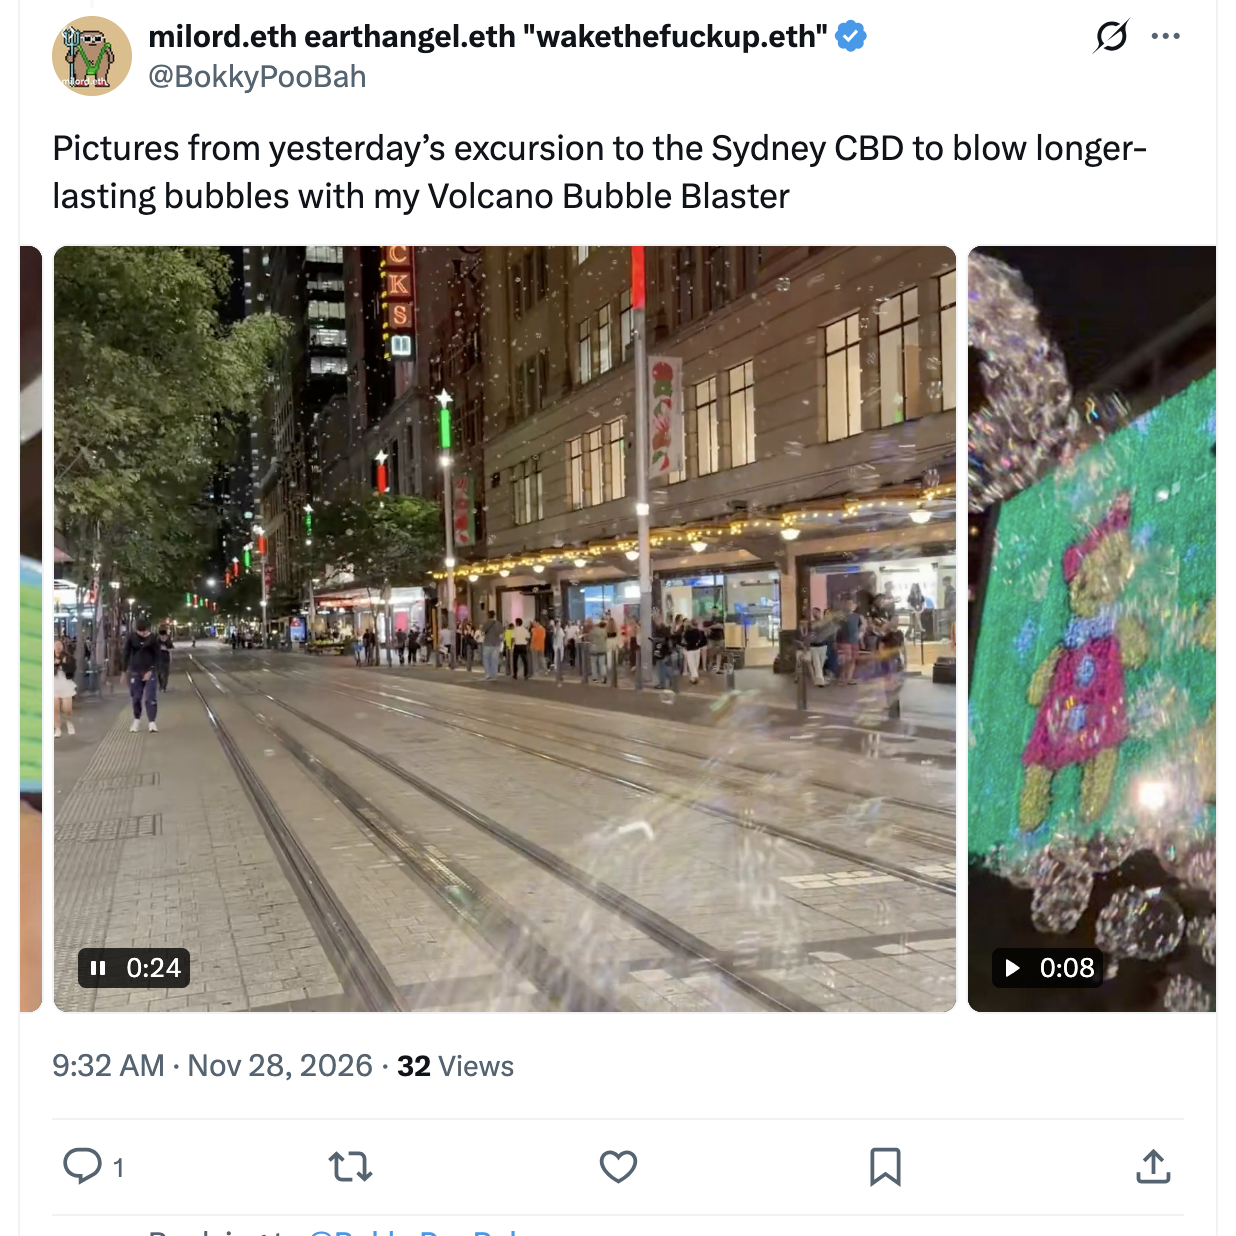 milord.eth earthangel.eth "wakethefuckup.eth"
@BokkyPooBah
milord.eth
Pictures from yesterday’s excursion to the Sydney CBD to blow longer-
lasting bubbles with my Volcano Bubble Blaster
CKS
0:24
0:08
9:32 AM · Nov 28, 2026 · 32 Views
1